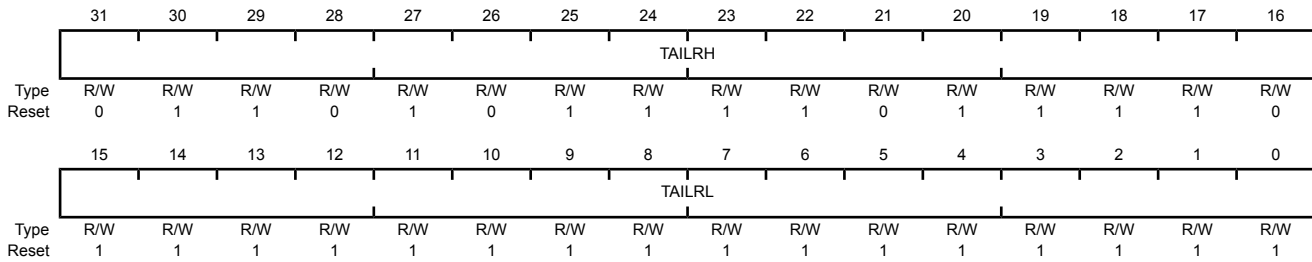 31 30 29 28 27 26 25 24 23 22 21 20 19 18 17 16
TAILRH
Type R/W R/W R/W R/W R/W R/W R/W R/W R/W R/W R/W R/W R/W R/W R/W R/W
Reset 0 1 1 0 1 0 1 1 1 1 0 1 1 1 1 0
15 14 13 12 11 10 9 8 7 6 5 4 3 2 1 0
TAILRL
Type R/W R/W R/W R/W R/W R/W R/W R/W R/W R/W R/W R/W R/W R/W R/W R/W
Reset 1 1 1 1 1 1 1 1 1 1 1 1 1 1 1 1